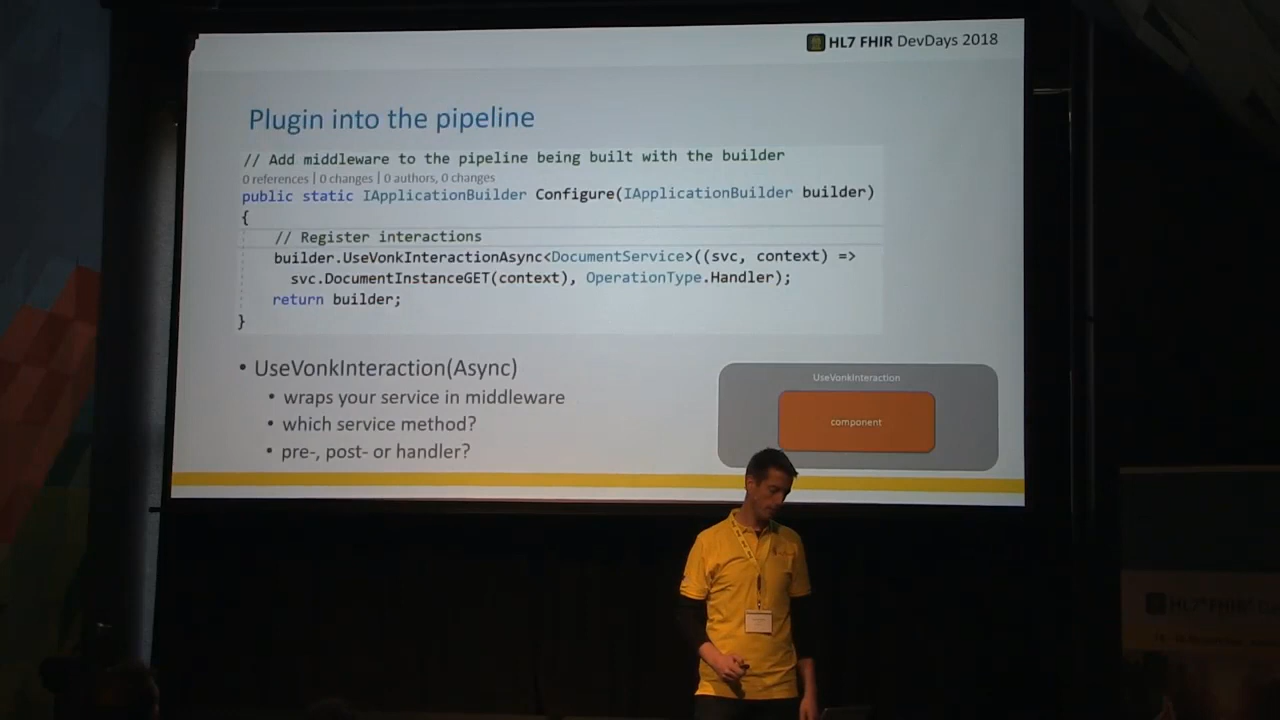 HL7 FHIR DevDays 2018
Plugin into the pipeline
// Add middleware to the pipeline being built with the builder
0 references | 0 changes | 0 authors, 0 changes
public static IApplicationBuilder Configure(IApplicationBuilder builder)
{
// Register interactions
builder.UseVonkInteractionAsync<DocumentService>((svc, context) =>
svc.DocumentInstanceGET(context), OperationType.Handler);
return builder;
}
• UseVonkInteraction(Async)
• wraps your service in middleware
• which service method?
• pre-, post- or handler?
UseVonkInteraction
component
HL7 FHIR D